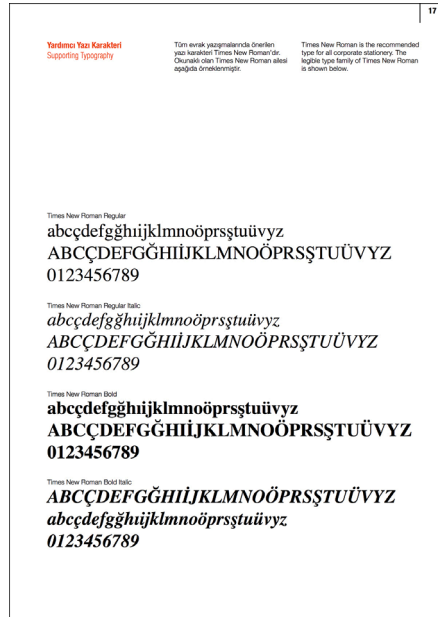 17
Yardımcı Yazı Karakteri
Supporting Typography
Tüm evrak yazışmalarında önerilen
yazı karakteri Times New Roman'dır.
Okunaklı olan Times New Roman ailesi
aşağıda örneklenmiştir.
Times New Roman is the recommended
type for all corporate stationery. The
legible type family of Times New Roman
is shown below.
Times New Roman Regular
abcçdefgğhıijklmnoöprsştuüvyz
ABCÇDEFGĞHIİJKLMNOÖPRSŞTUÜVYZ
0123456789
Times New Roman Regular Italic
abcçdefgğhıijklmnoöprsştuüvyz
ABCÇDEFGĞHIİJKLMNOÖPRSŞTUÜVYZ
0123456789
Times New Roman Bold
abcçdefgğhıijklmnoöprsştuüvyz
ABCÇDEFGĞHIİJKLMNOÖPRSŞTUÜVYZ
0123456789
Times New Roman Bold Italic
ABCÇDEFGĞHIİJKLMNOÖPRSŞTUÜVYZ
abcçdefgğhıijklmnoöprsştuüvyz
0123456789